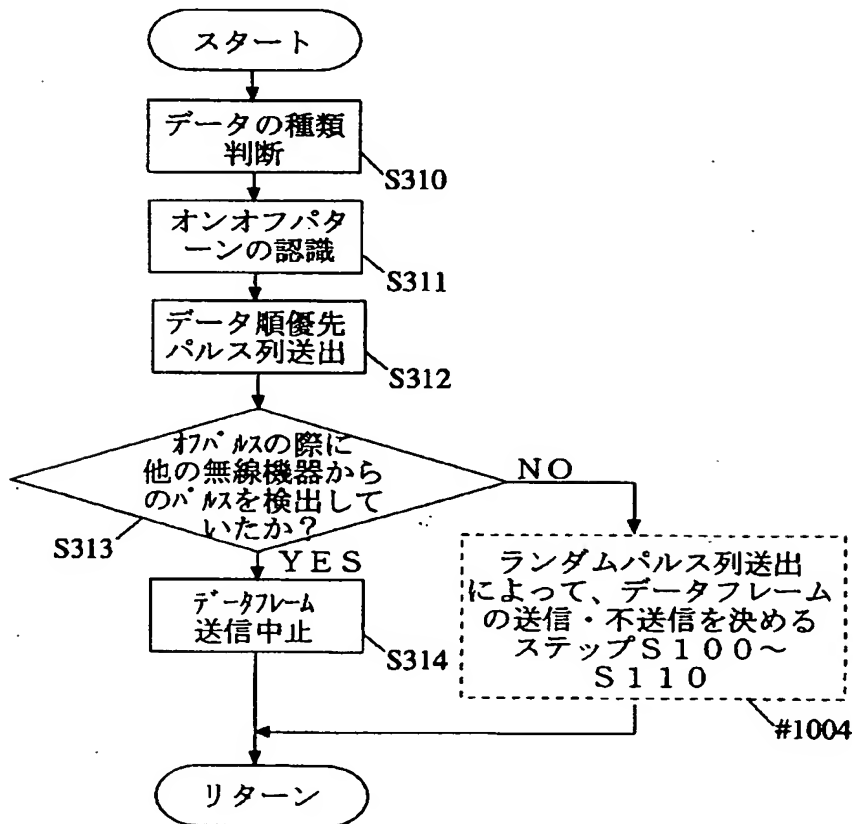 スタート
データの種類
判断
S310
オンオフパタ
ーンの認識
S311
データ順優先
パルス列送出
S312
ｵﾌﾊﾟﾙｽの際に
他の無線機器から
のﾊﾟﾙｽを検出して
いたか？
S313
NO
YES
ﾃﾞｰﾀﾌﾚｰﾑ
送信中止
S314
ランダムパルス列送出
によって、データフレーム
の送信・不送信を決める
ステップS１００～
S１１０
#1004
リターン